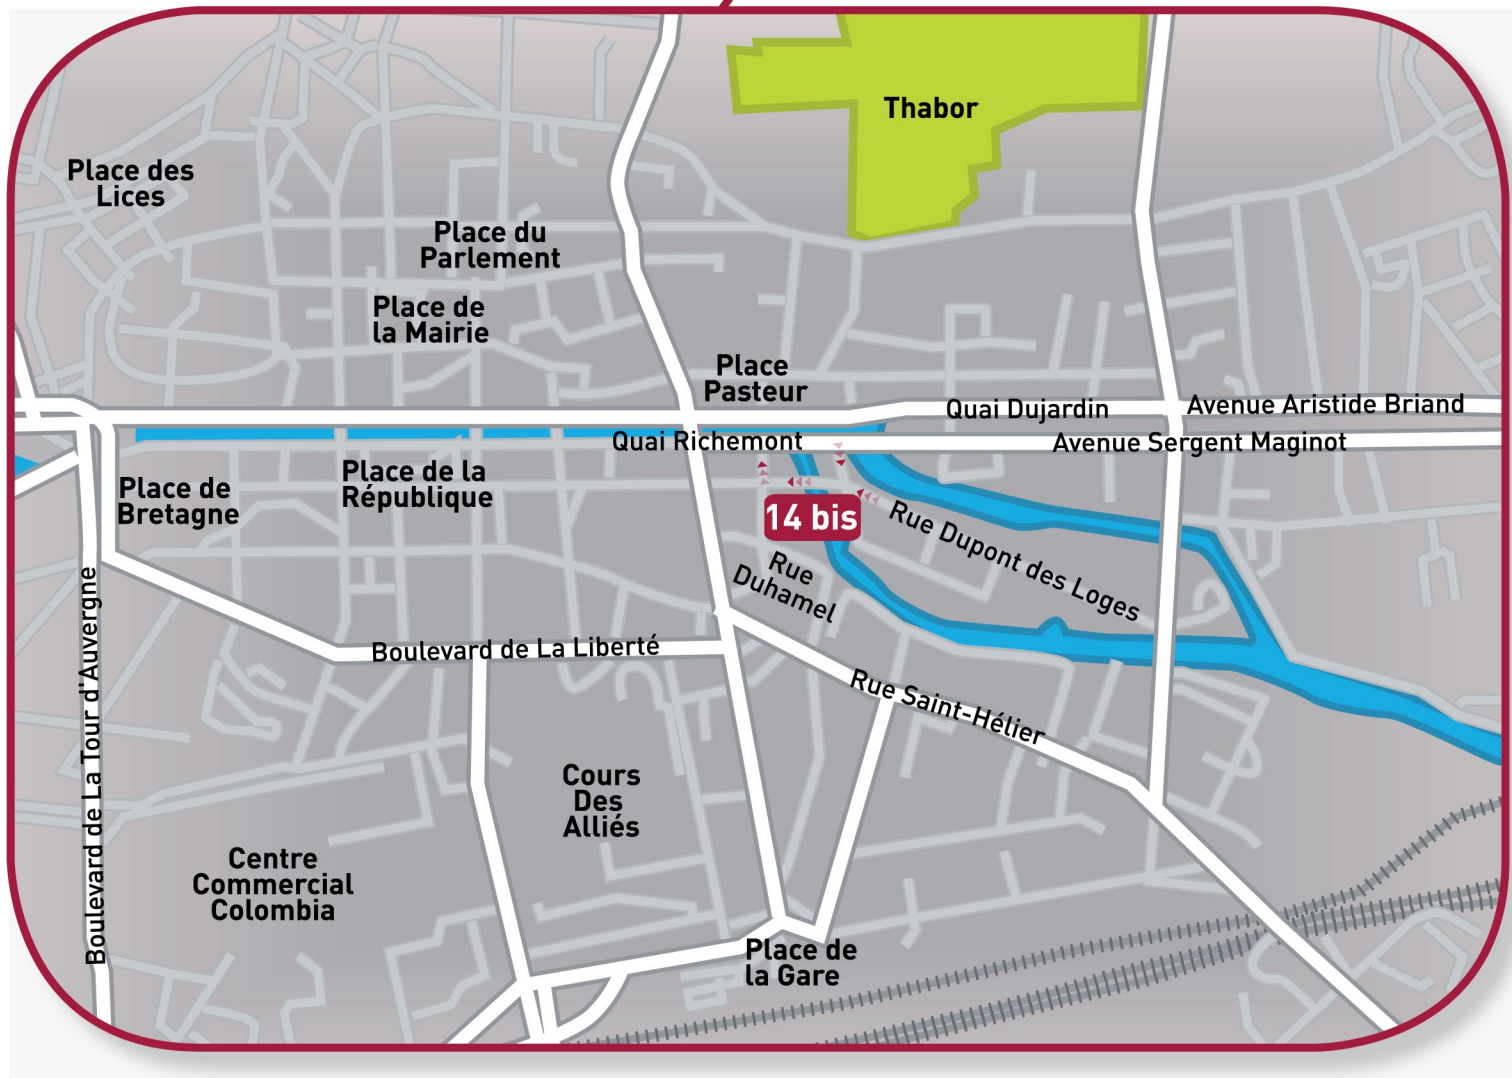 Thabor
Place des
Lices
Place du
Parlement
Place de
la Mairie
Place
Pasteur
Quai Dujardin
Avenue Aristide Briand
Quai Richemont
Avenue Sergent Maginot
Place de la
République
Place de
Bretagne
14 bis
Rue Dupont des Loges
Rue
Duhamel
Boulevard de La Tour d'Auvergne
Boulevard de La Liberté
Rue Saint-Hélier
Cours
Des
Alliés
Centre
Commercial
Colombia
Place de
la Gare